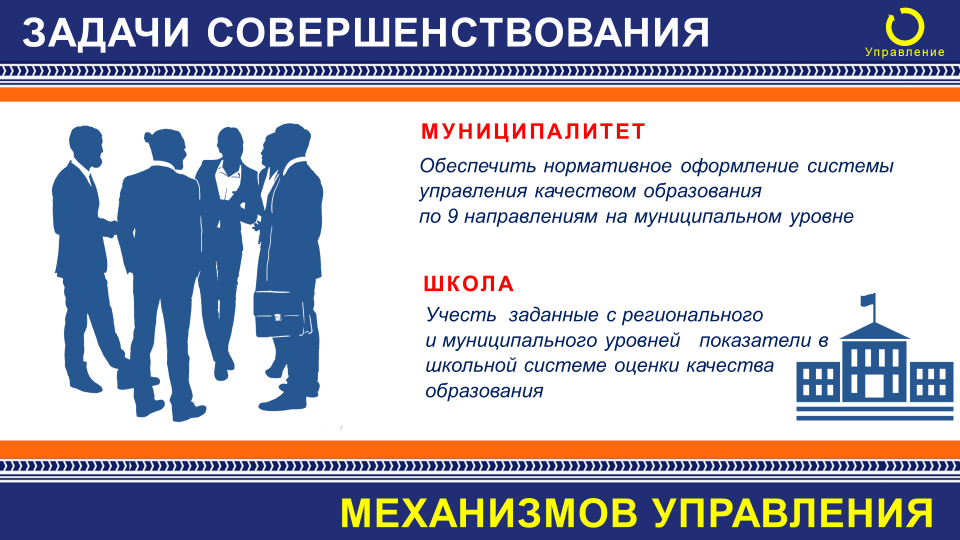 ЗАДАЧИ СОВЕРШЕНСТВОВАНИЯ
Управление
МУНИЦИПАЛИТЕТ
Обеспечить нормативное оформление системы
управления качеством образования
по 9 направлениям на муниципальном уровне
ШКОЛА
Учесть заданные с регионального
и муниципального уровней показатели в
школьной системе оценки качества
образования
МЕХАНИЗМОВ УПРАВЛЕНИЯ